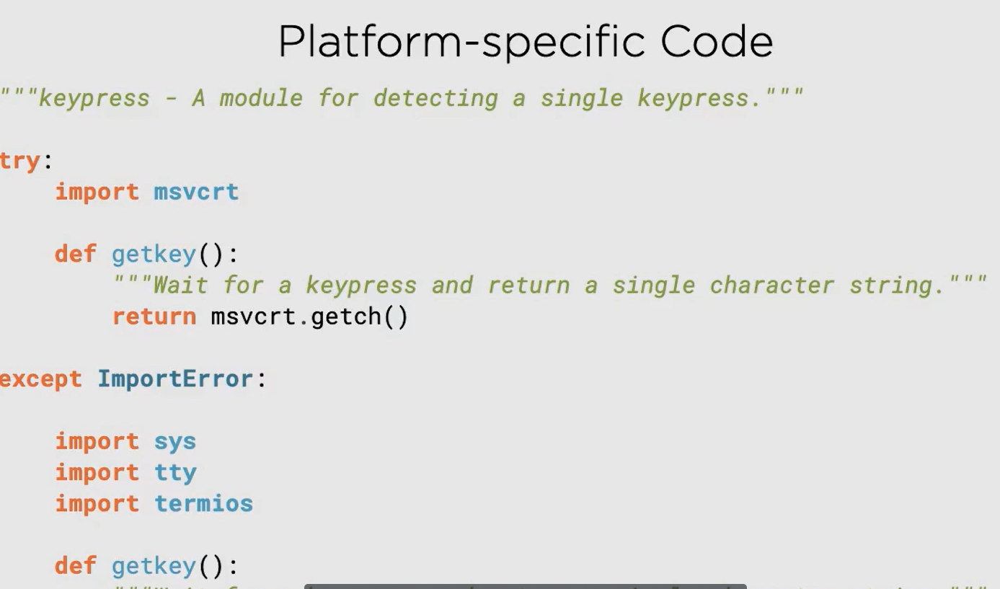 Platform-specific Code
"""keypress - A module for detecting a single keypress."""
try:
    import msvcrt
    def getkey():
        """Wait for a keypress and return a single character string."""
        return msvcrt.getch()
except ImportError:
    import sys
    import tty
    import termios
    def getkey():